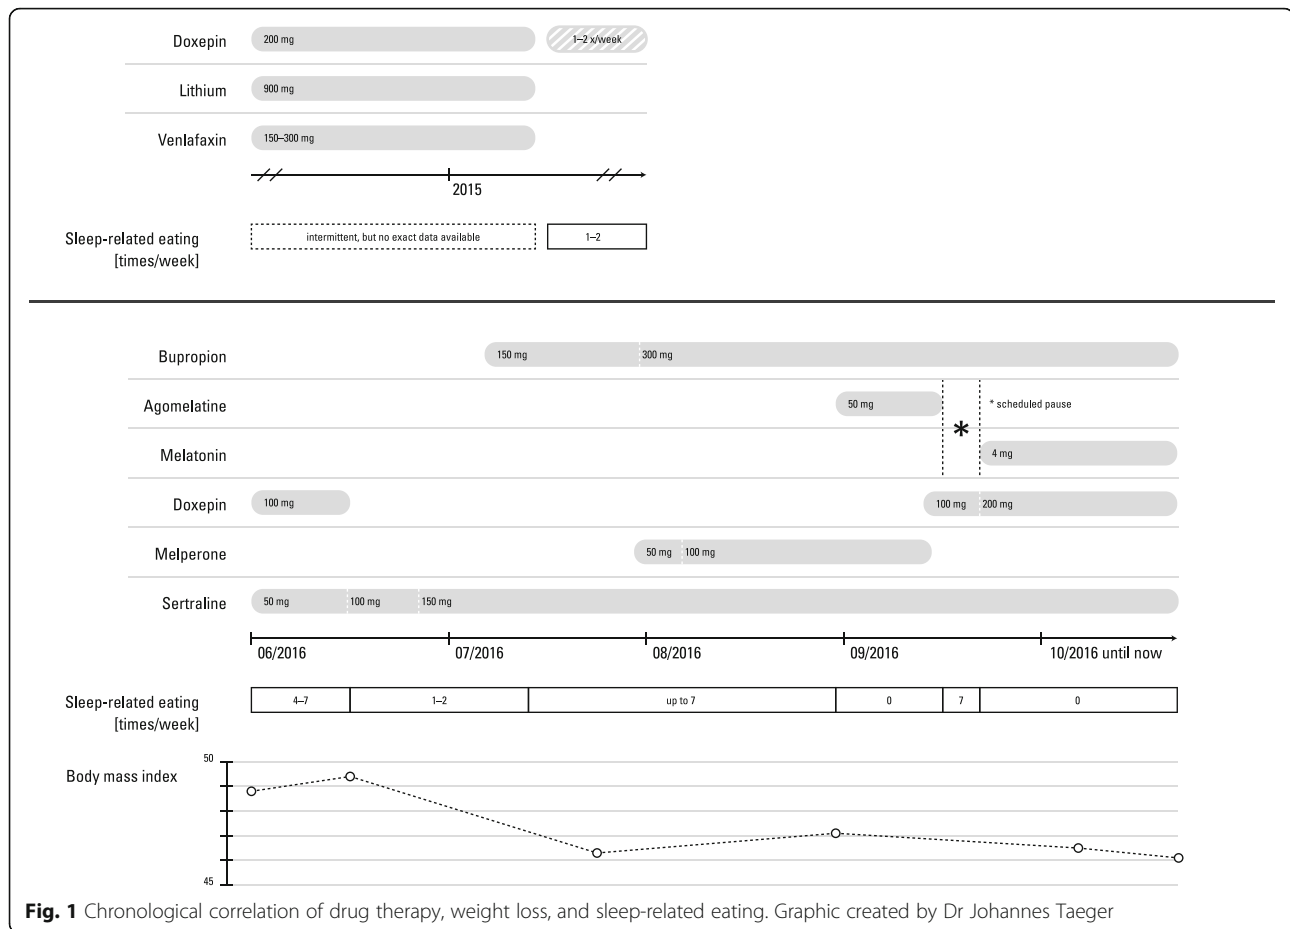 Doxepin 200 mg 1–2 x/week
Lithium 900 mg
Venlafaxin 150–300 mg
2015
Sleep-related eating
[times/week]
intermittent, but no exact data available 1–2
Bupropion 150 mg 300 mg
Agomelatine 50 mg * scheduled pause
*
Melatonin 4 mg
Doxepin 100 mg 100 mg 200 mg
Melperone 50 mg 100 mg
Sertraline 50 mg 100 mg 150 mg
06/2016 07/2016 08/2016 09/2016 10/2016 until now
Sleep-related eating
[times/week]
4–7 1–2 up to 7 0 7 0
Body mass index
50
45
Fig. 1 Chronological correlation of drug therapy, weight loss, and sleep-related eating. Graphic created by Dr Johannes Taeger